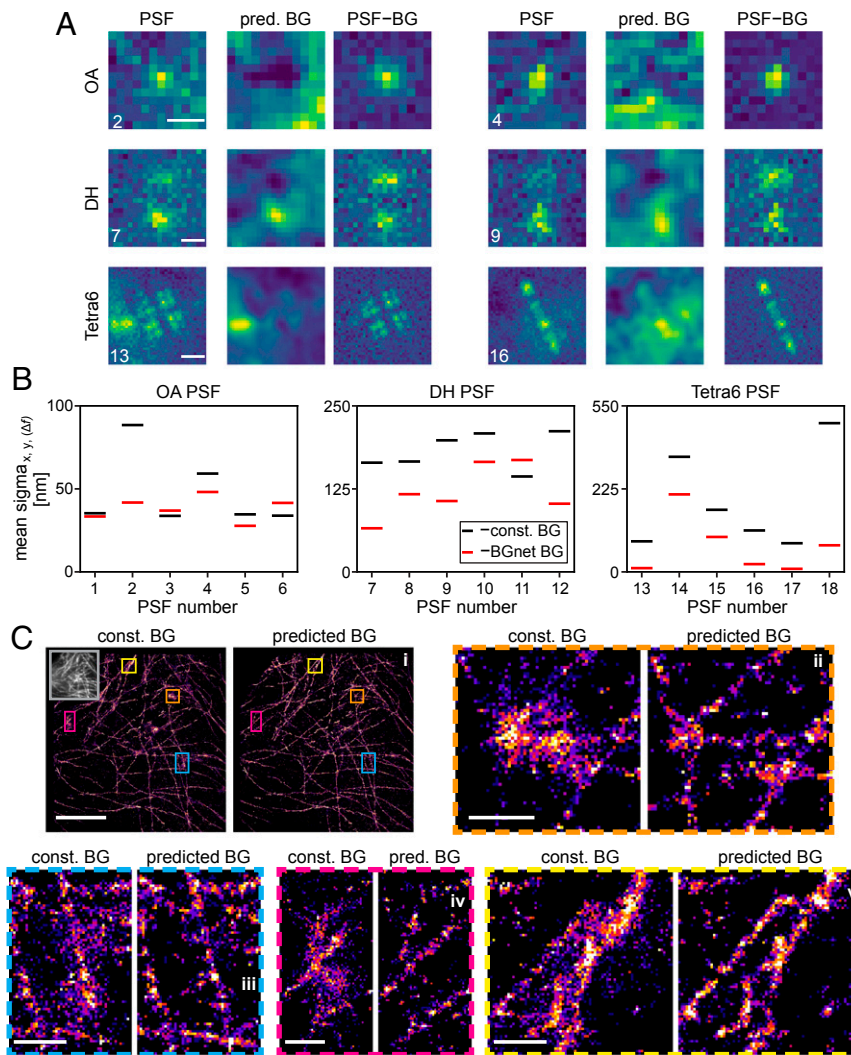 A
PSF pred. BG PSF−BG PSF pred. BG PSF−BG
OA
2
4
DH
7
9
Tetra6
13
16
B
OA PSF
DH PSF
Tetra6 PSF
mean sigma x, y, (Δf)
[nm]
100
50
0
1 2 3 4 5 6
PSF number
250
125
0
−const. BG
−BGnet BG
7 8 9 10 11 12
PSF number
550
225
0
13 14 15 16 17 18
PSF number
C
const. BG predicted BG
i
const. BG predicted BG
ii
const. BG predicted BG
iii
const. BG pred. BG
iv
const. BG predicted BG